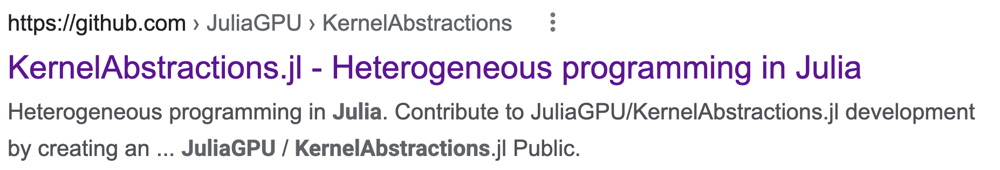 https://github.com › JuliaGPU › KernelAbstractions
KernelAbstractions.jl - Heterogeneous programming in Julia
Heterogeneous programming in Julia. Contribute to JuliaGPU/KernelAbstractions.jl development
by creating an ... JuliaGPU / KernelAbstractions.jl Public.